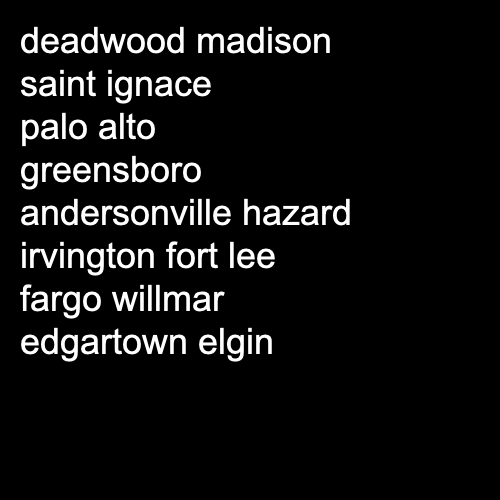 deadwood madison
saint ignace
palo alto
greensboro
andersonville hazard
irvington fort lee
fargo willmar
edgartown elgin